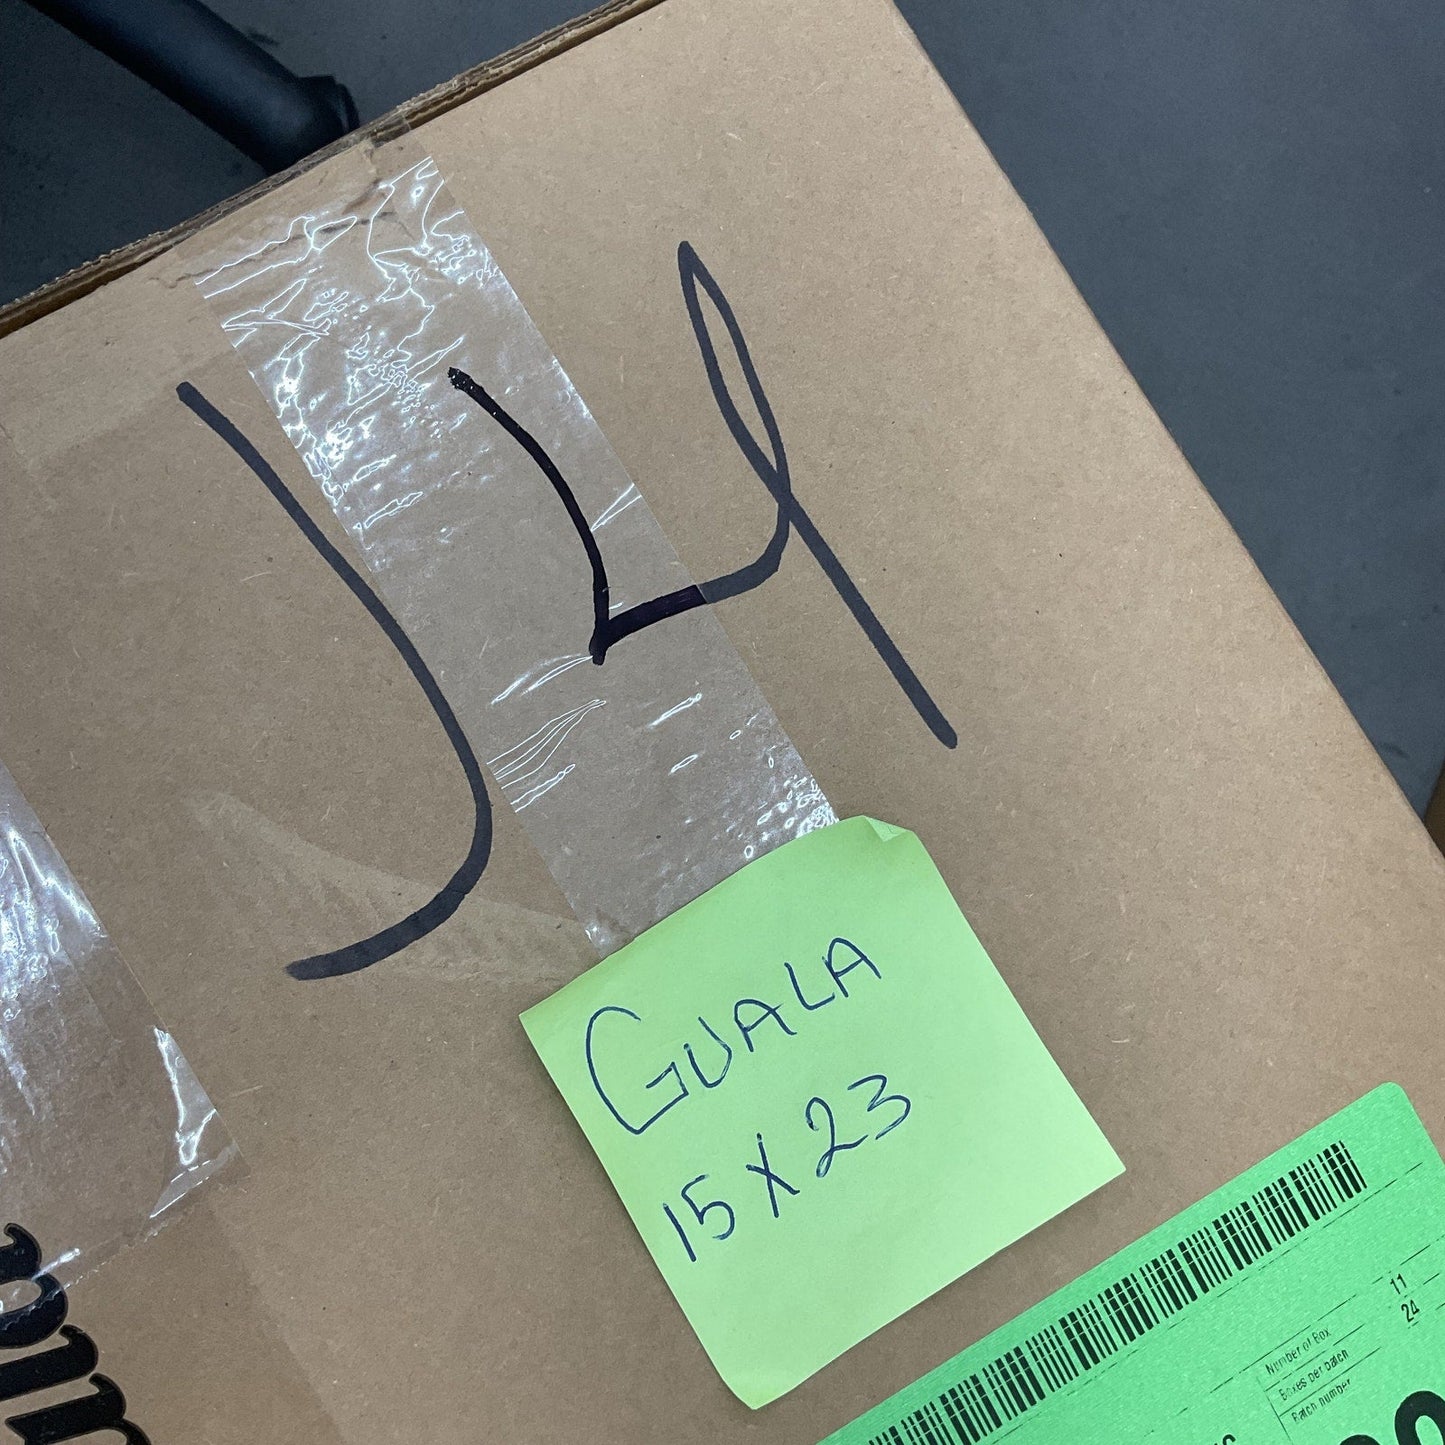 J4
GUALA
15 X 23
Number of Box 11
Boxes per batch 24
Batch number